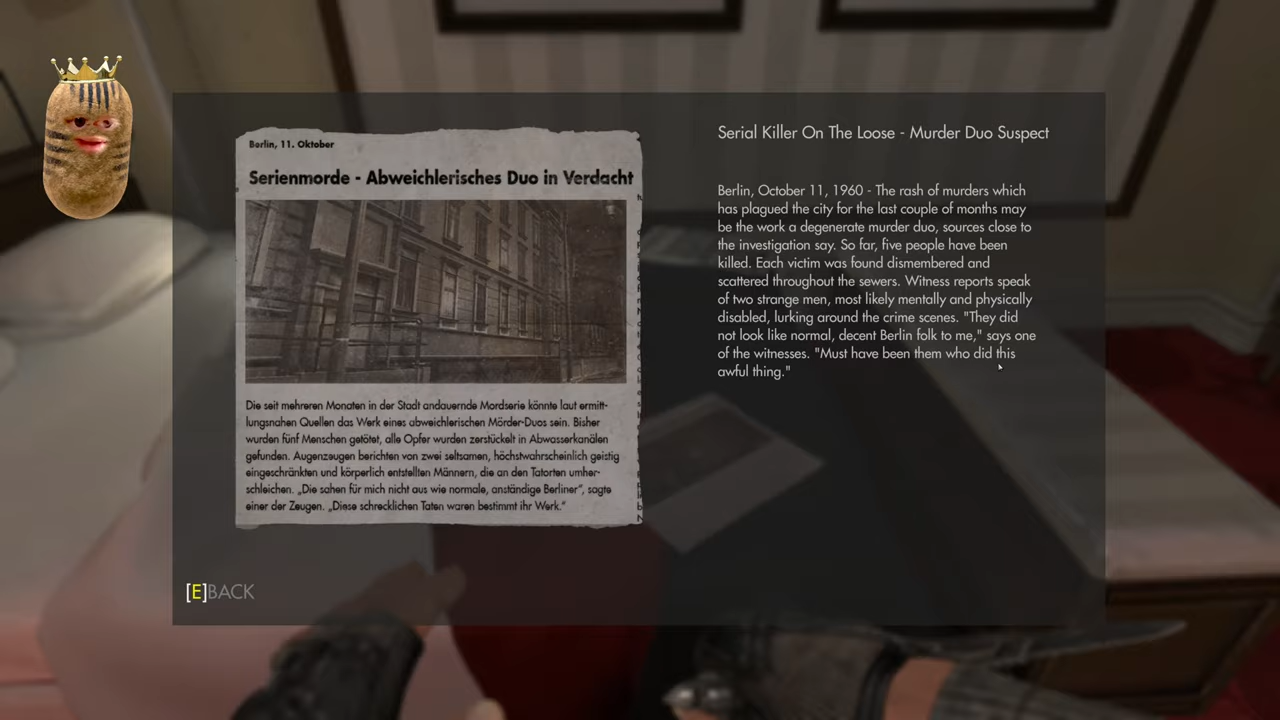 Berlin, 11. Oktober
Serienmorde - Abweichlerisches Duo in Verdacht
Die seit mehreren Monaten in der Stadt andauernde Mordserie könnte laut ermitt-
lungsnahen Quellen das Werk eines abweichlerischen Mörder-Duos sein. Bisher
wurden fünf Menschen getötet, alle Opfer wurden zerstückelt in Abwasserkanälen
gefunden. Augenzeugen berichten von zwei seltsamen, höchstwahrscheinlich geistig
eingeschränkten und körperlich entstellten Männern, die an den Tatorten umher-
schleichen. „Die sahen für mich nicht aus wie normale, anständige Berliner“, sagte
einer der Zeugen. „Diese schrecklichen Taten waren bestimmt ihr Werk.“
Serial Killer On The Loose - Murder Duo Suspect
Berlin, October 11, 1960 - The rash of murders which
has plagued the city for the last couple of months may
be the work a degenerate murder duo, sources close to
the investigation say. So far, five people have been
killed. Each victim was found dismembered and
scattered throughout the sewers. Witness reports speak
of two strange men, most likely mentally and physically
disabled, lurking around the crime scenes. "They did
not look like normal, decent Berlin folk to me," says one
of the witnesses. "Must have been them who did this
awful thing."
[E]BACK